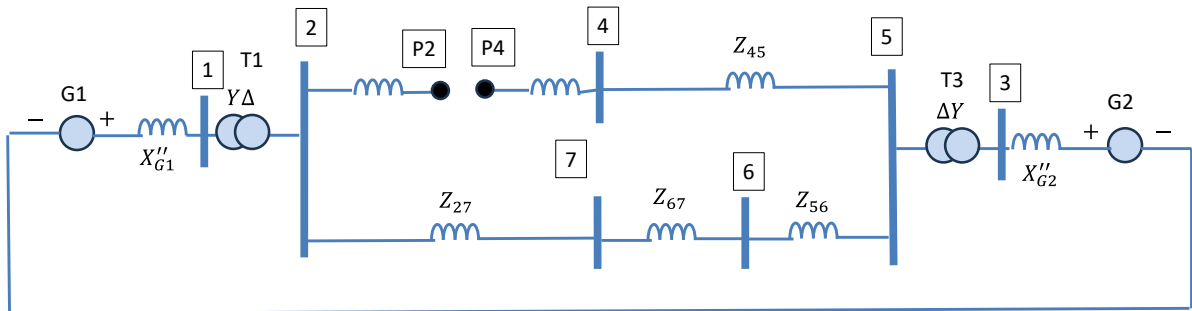 2
P2
P4
4
Z₄₅
5
1
T1
YΔ
T3
ΔY
3
G1
G2
− +
+ −
X″G1
X″G2
7
6
Z₂₇
Z₆₇
Z₅₆